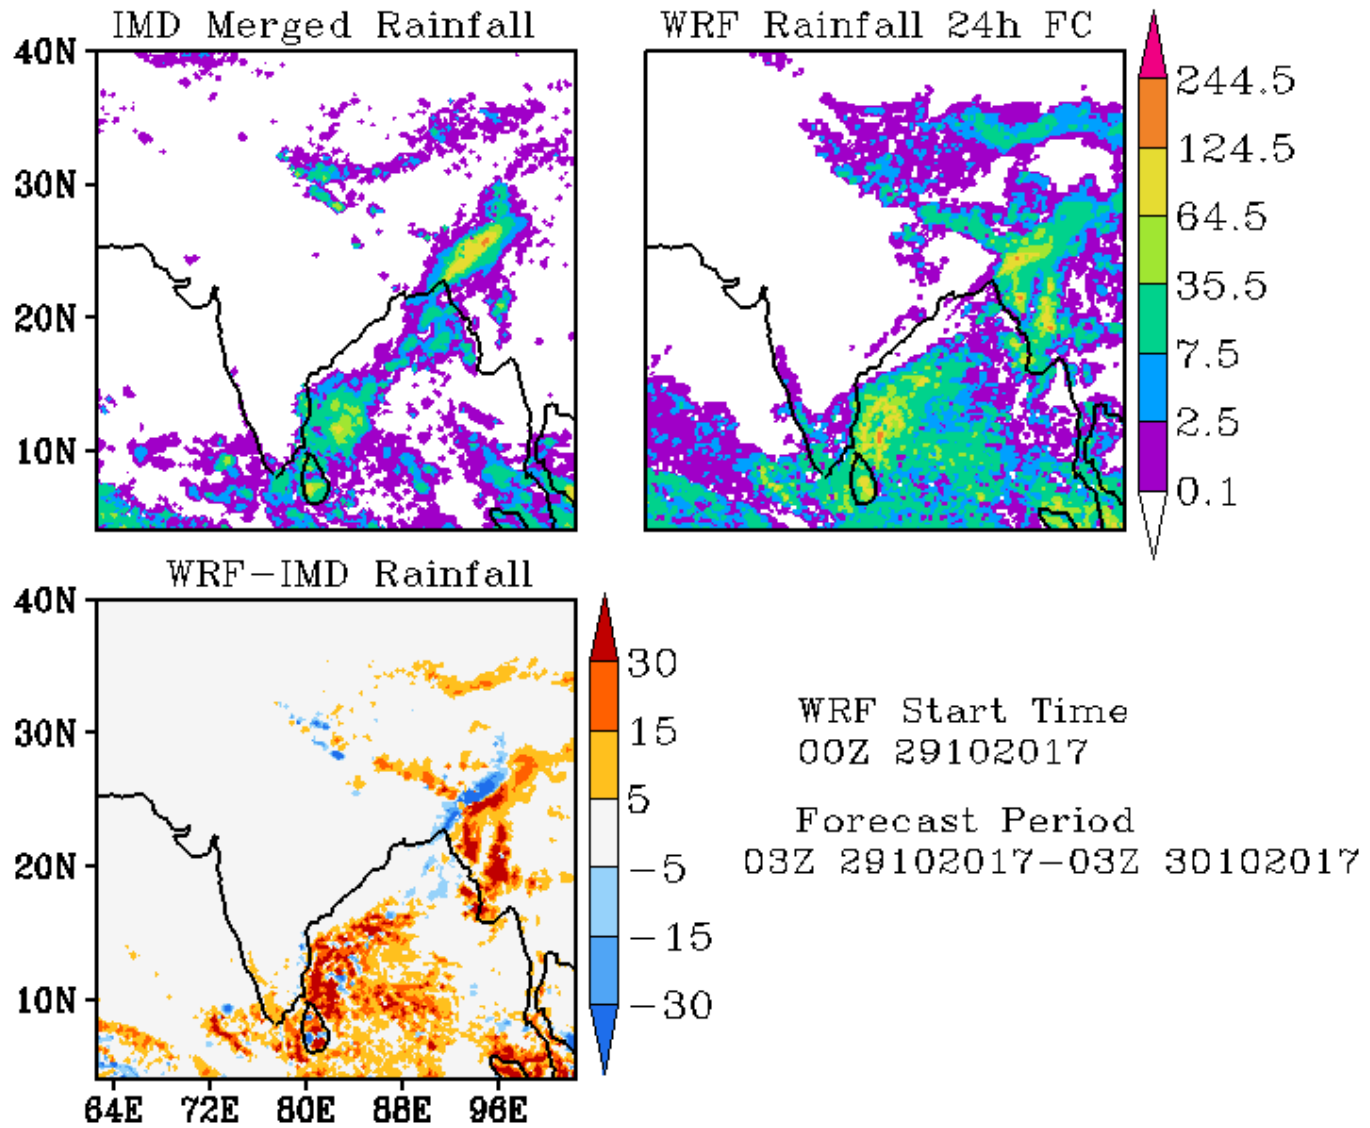 IMD Merged Rainfall
WRF Rainfall 24h FC
40N
30N
20N
10N
244.5
124.5
64.5
35.5
7.5
2.5
0.1
WRF-IMD Rainfall
40N
30N
20N
10N
64E 72E 80E 88E 96E
30
15
5
-5
-15
-30
WRF Start Time
00Z 29102017
Forecast Period
03Z 29102017-03Z 30102017